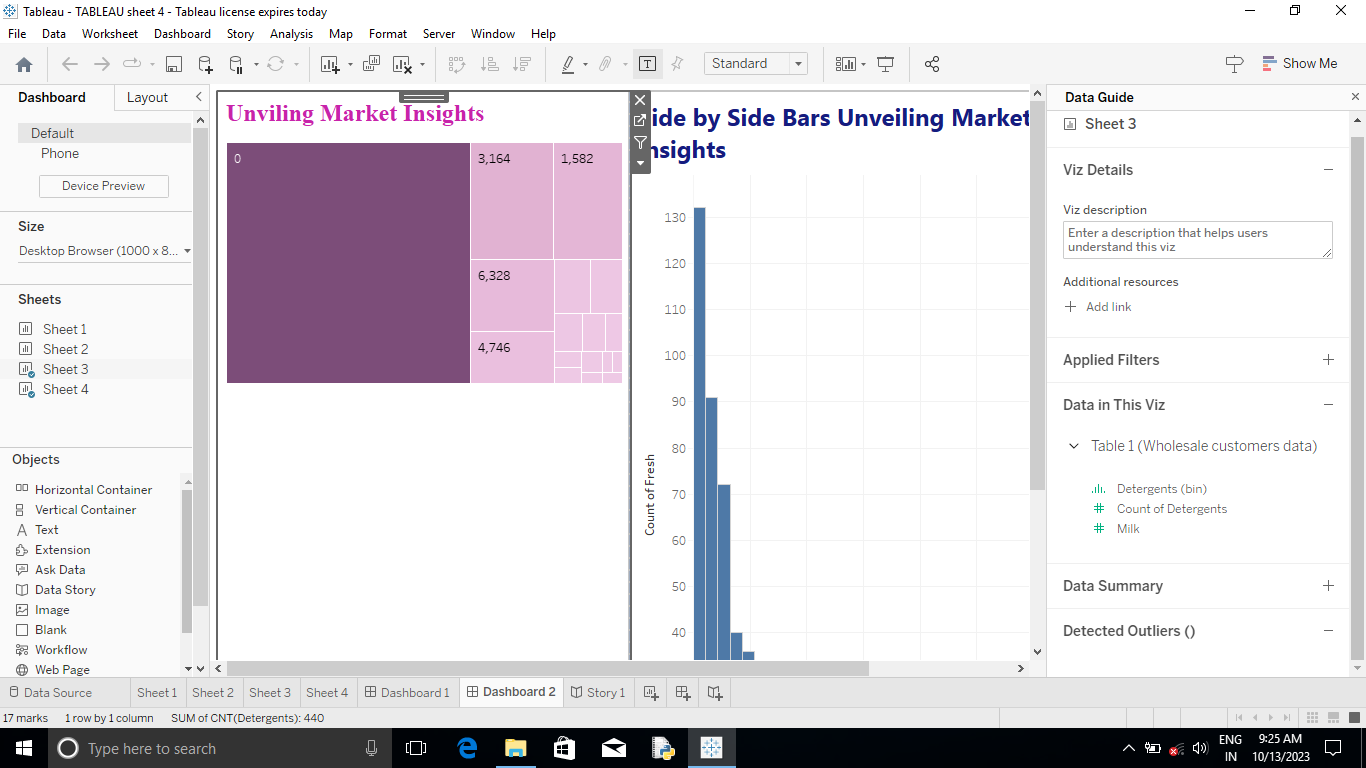 Tableau - TABLEAU sheet 4 - Tableau license expires today
File Data Worksheet Dashboard Story Analysis Map Format Server Window Help
Standard
Show Me
Dashboard Layout
Default
Phone
Device Preview
Size
Desktop Browser (1000 x 8...
Sheets
Sheet 1
Sheet 2
Sheet 3
Sheet 4
Objects
Horizontal Container
Vertical Container
Text
Extension
Ask Data
Data Story
Image
Blank
Workflow
Web Page
Unviling Market Insights
0
3,164
1,582
6,328
4,746
ide by Side Bars Unveiling Market
nsights
Count of Fresh
130
120
110
100
90
80
70
60
50
40
Data Guide
Sheet 3
Viz Details
Viz description
Enter a description that helps users
understand this viz
Additional resources
Add link
Applied Filters
Data in This Viz
Table 1 (Wholesale customers data)
Detergents (bin)
Count of Detergents
Milk
Data Summary
Detected Outliers ()
Data Source Sheet 1 Sheet 2 Sheet 3 Sheet 4 Dashboard 1 Dashboard 2 Story 1
17 marks 1 row by 1 column SUM of CNT(Detergents): 440
Type here to search
ENG
IN
9:25 AM
10/13/2023